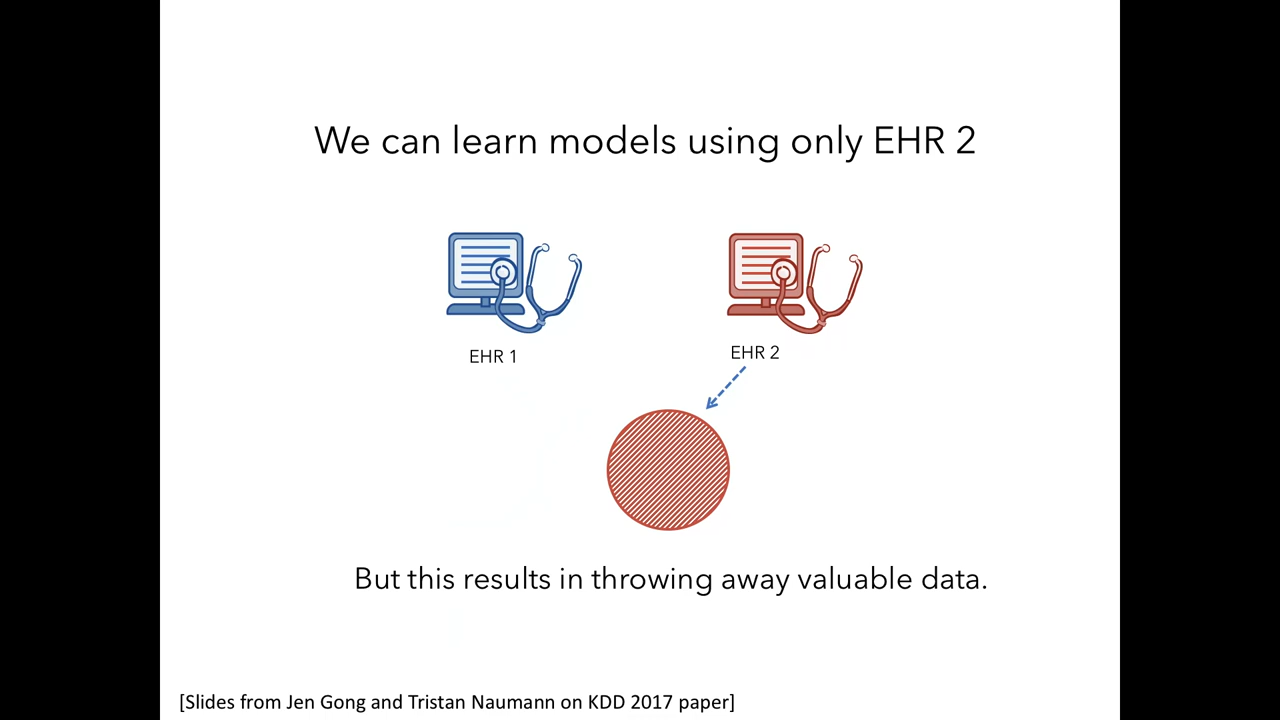 We can learn models using only EHR 2
EHR 1
EHR 2
But this results in throwing away valuable data.
[Slides from Jen Gong and Tristan Naumann on KDD 2017 paper]